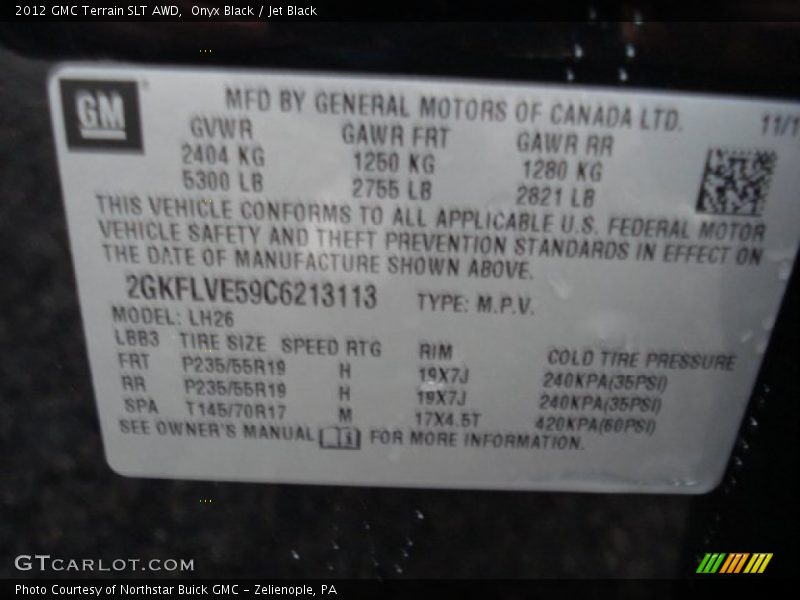 2012 GMC Terrain SLT AWD, Onyx Black / Jet Black
GM
MFD BY GENERAL MOTORS OF CANADA LTD.
11/1
GVWR GAWR FRT GAWR RR
2404 KG 1250 KG 1280 KG
5300 LB 2755 LB 2821 LB
THIS VEHICLE CONFORMS TO ALL APPLICABLE U.S. FEDERAL MOTOR
VEHICLE SAFETY AND THEFT PREVENTION STANDARDS IN EFFECT ON
THE DATE OF MANUFACTURE SHOWN ABOVE.
2GKFLVE59C6213113 TYPE: M.P.V.
MODEL: LH26
LBB3 TIRE SIZE SPEED RTG RIM COLD TIRE PRESSURE
FRT P235/55R19 H 19X7J 240KPA(35PSI)
RR P235/55R19 H 19X7J 240KPA(35PSI)
SPA T145/70R17 M 17X4.5T 420KPA(60PSI)
SEE OWNER'S MANUAL FOR MORE INFORMATION.
GTCARLOT.COM
Photo Courtesy of Northstar Buick GMC - Zelienople, PA